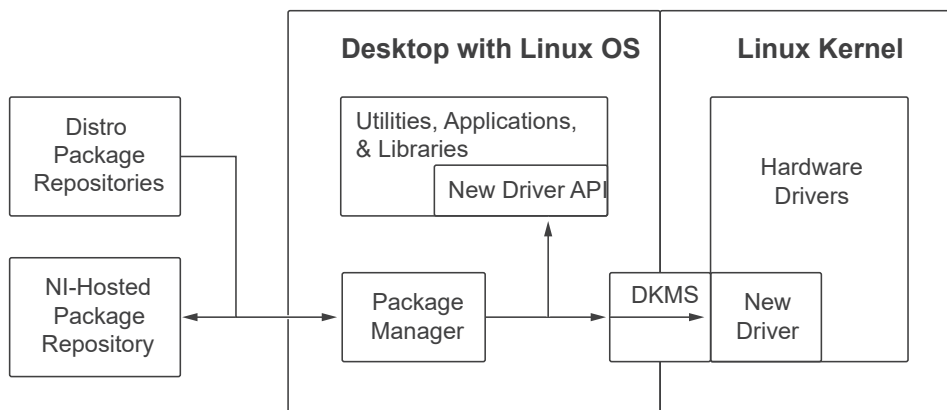 Desktop with Linux OS
Linux Kernel
Distro
Package
Repositories
Utilities, Applications,
& Libraries
New Driver API
Hardware
Drivers
NI-Hosted
Package
Repository
Package
Manager
DKMS
New
Driver